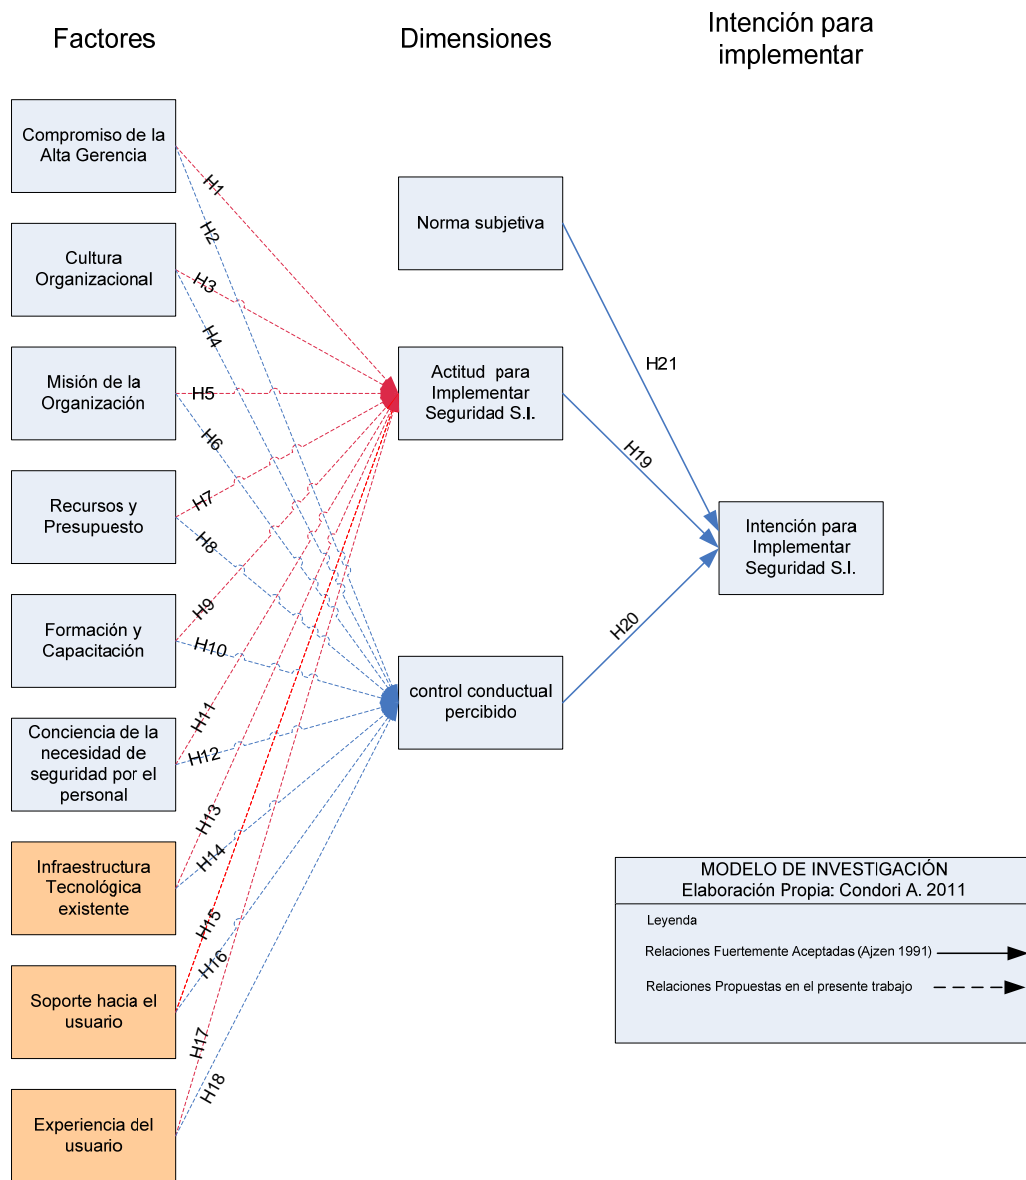 Factores
Dimensiones
Intención para
implementar
Compromiso de la
Alta Gerencia
Cultura
Organizacional
Misión de la
Organización
Recursos y
Presupuesto
Formación y
Capacitación
Conciencia de la
necesidad de
seguridad por el
personal
Infraestructura
Tecnológica
existente
Soporte hacia el
usuario
Experiencia del
usuario
H1
H2
H3
H4
H5
H6
H7
H8
H9
H10
H11
H12
H13
H14
H15
H16
H17
H18
Norma subjetiva
Actitud para
Implementar
Seguridad S.I.
control conductual
percibido
H21
H19
H20
Intención para
Implementar
Seguridad S.I.
MODELO DE INVESTIGACIÓN
Elaboración Propia: Condori A. 2011
Leyenda
Relaciones Fuertemente Aceptadas (Ajzen 1991)
Relaciones Propuestas en el presente trabajo